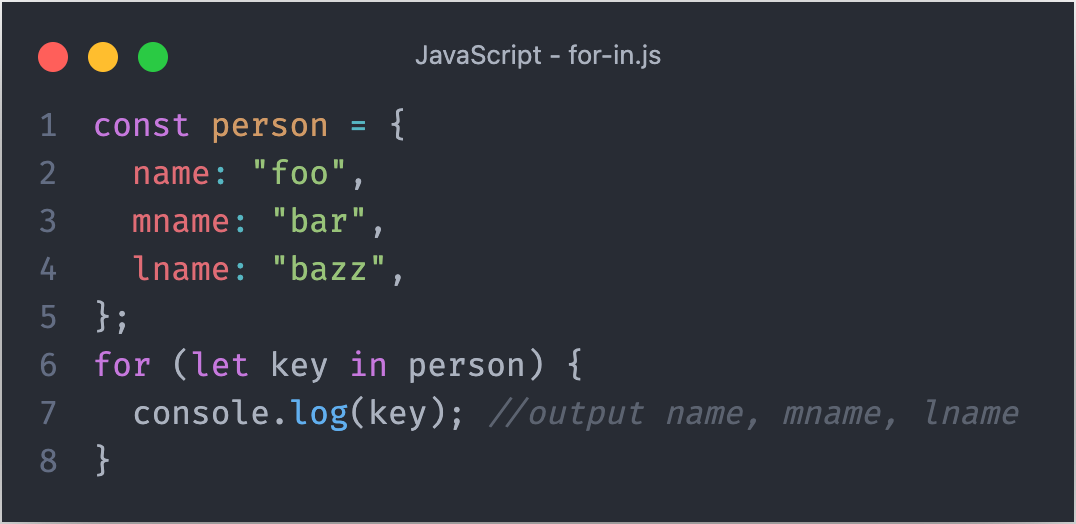 JavaScript - for-in.js
1 const person = {
2   name: "foo",
3   mname: "bar",
4   lname: "bazz",
5 };
6 for (let key in person) {
7   console.log(key); //output name, mname, lname
8 }